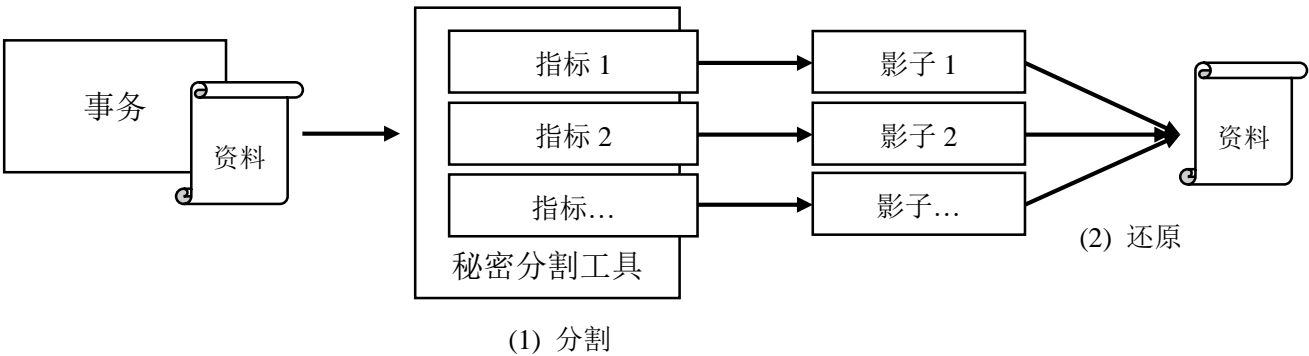 事务
资料
指标 1
指标 2
指标…
秘密分割工具
(1) 分割
影子 1
影子 2
影子…
资料
(2) 还原